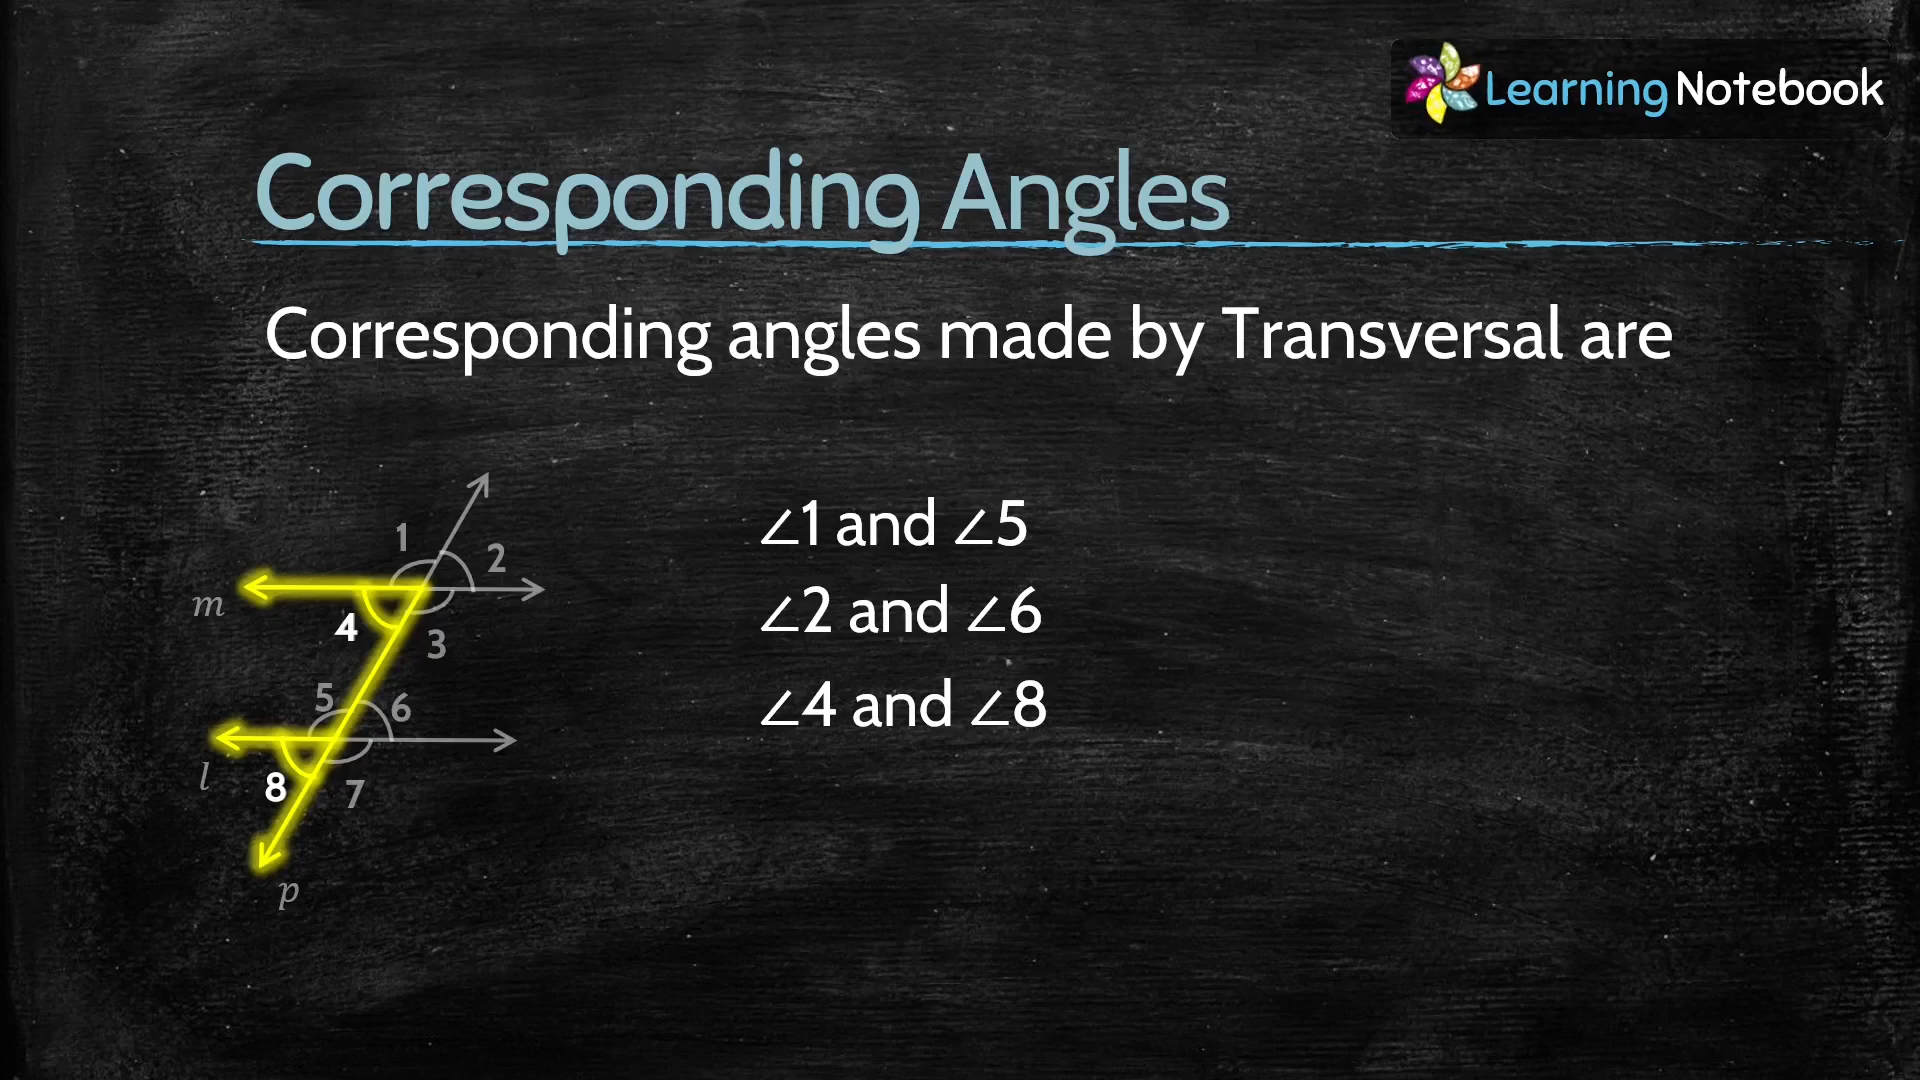 Learning Notebook
Corresponding Angles
Corresponding angles made by Transversal are
1
2
m
4
3
5
6
l
8
7
p
∠1 and ∠5
∠2 and ∠6
∠4 and ∠8